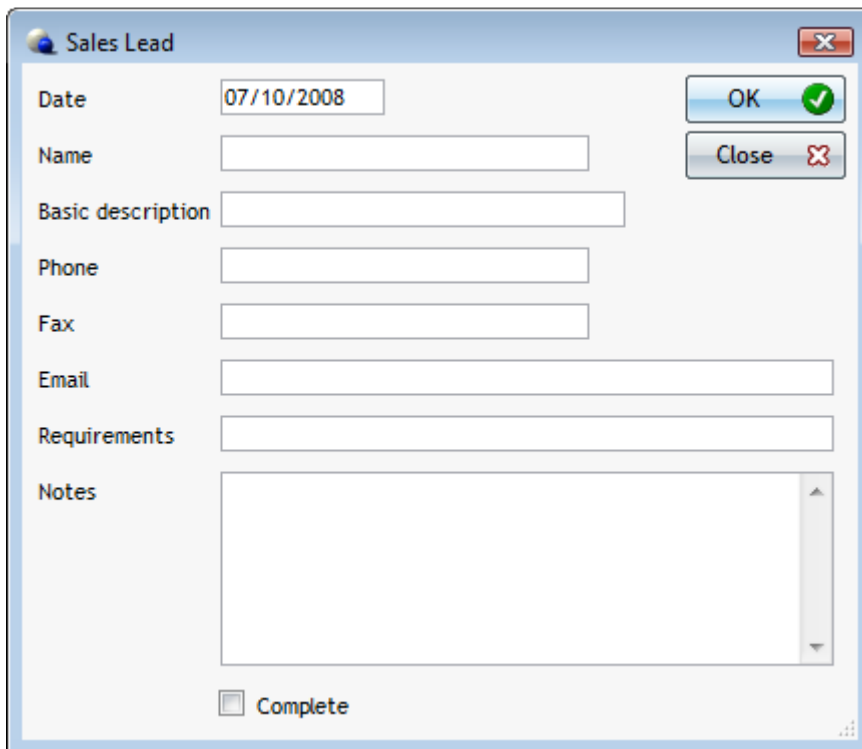 Sales Lead
Date 07/10/2008 OK
Name Close
Basic description
Phone
Fax
Email
Requirements
Notes
Complete